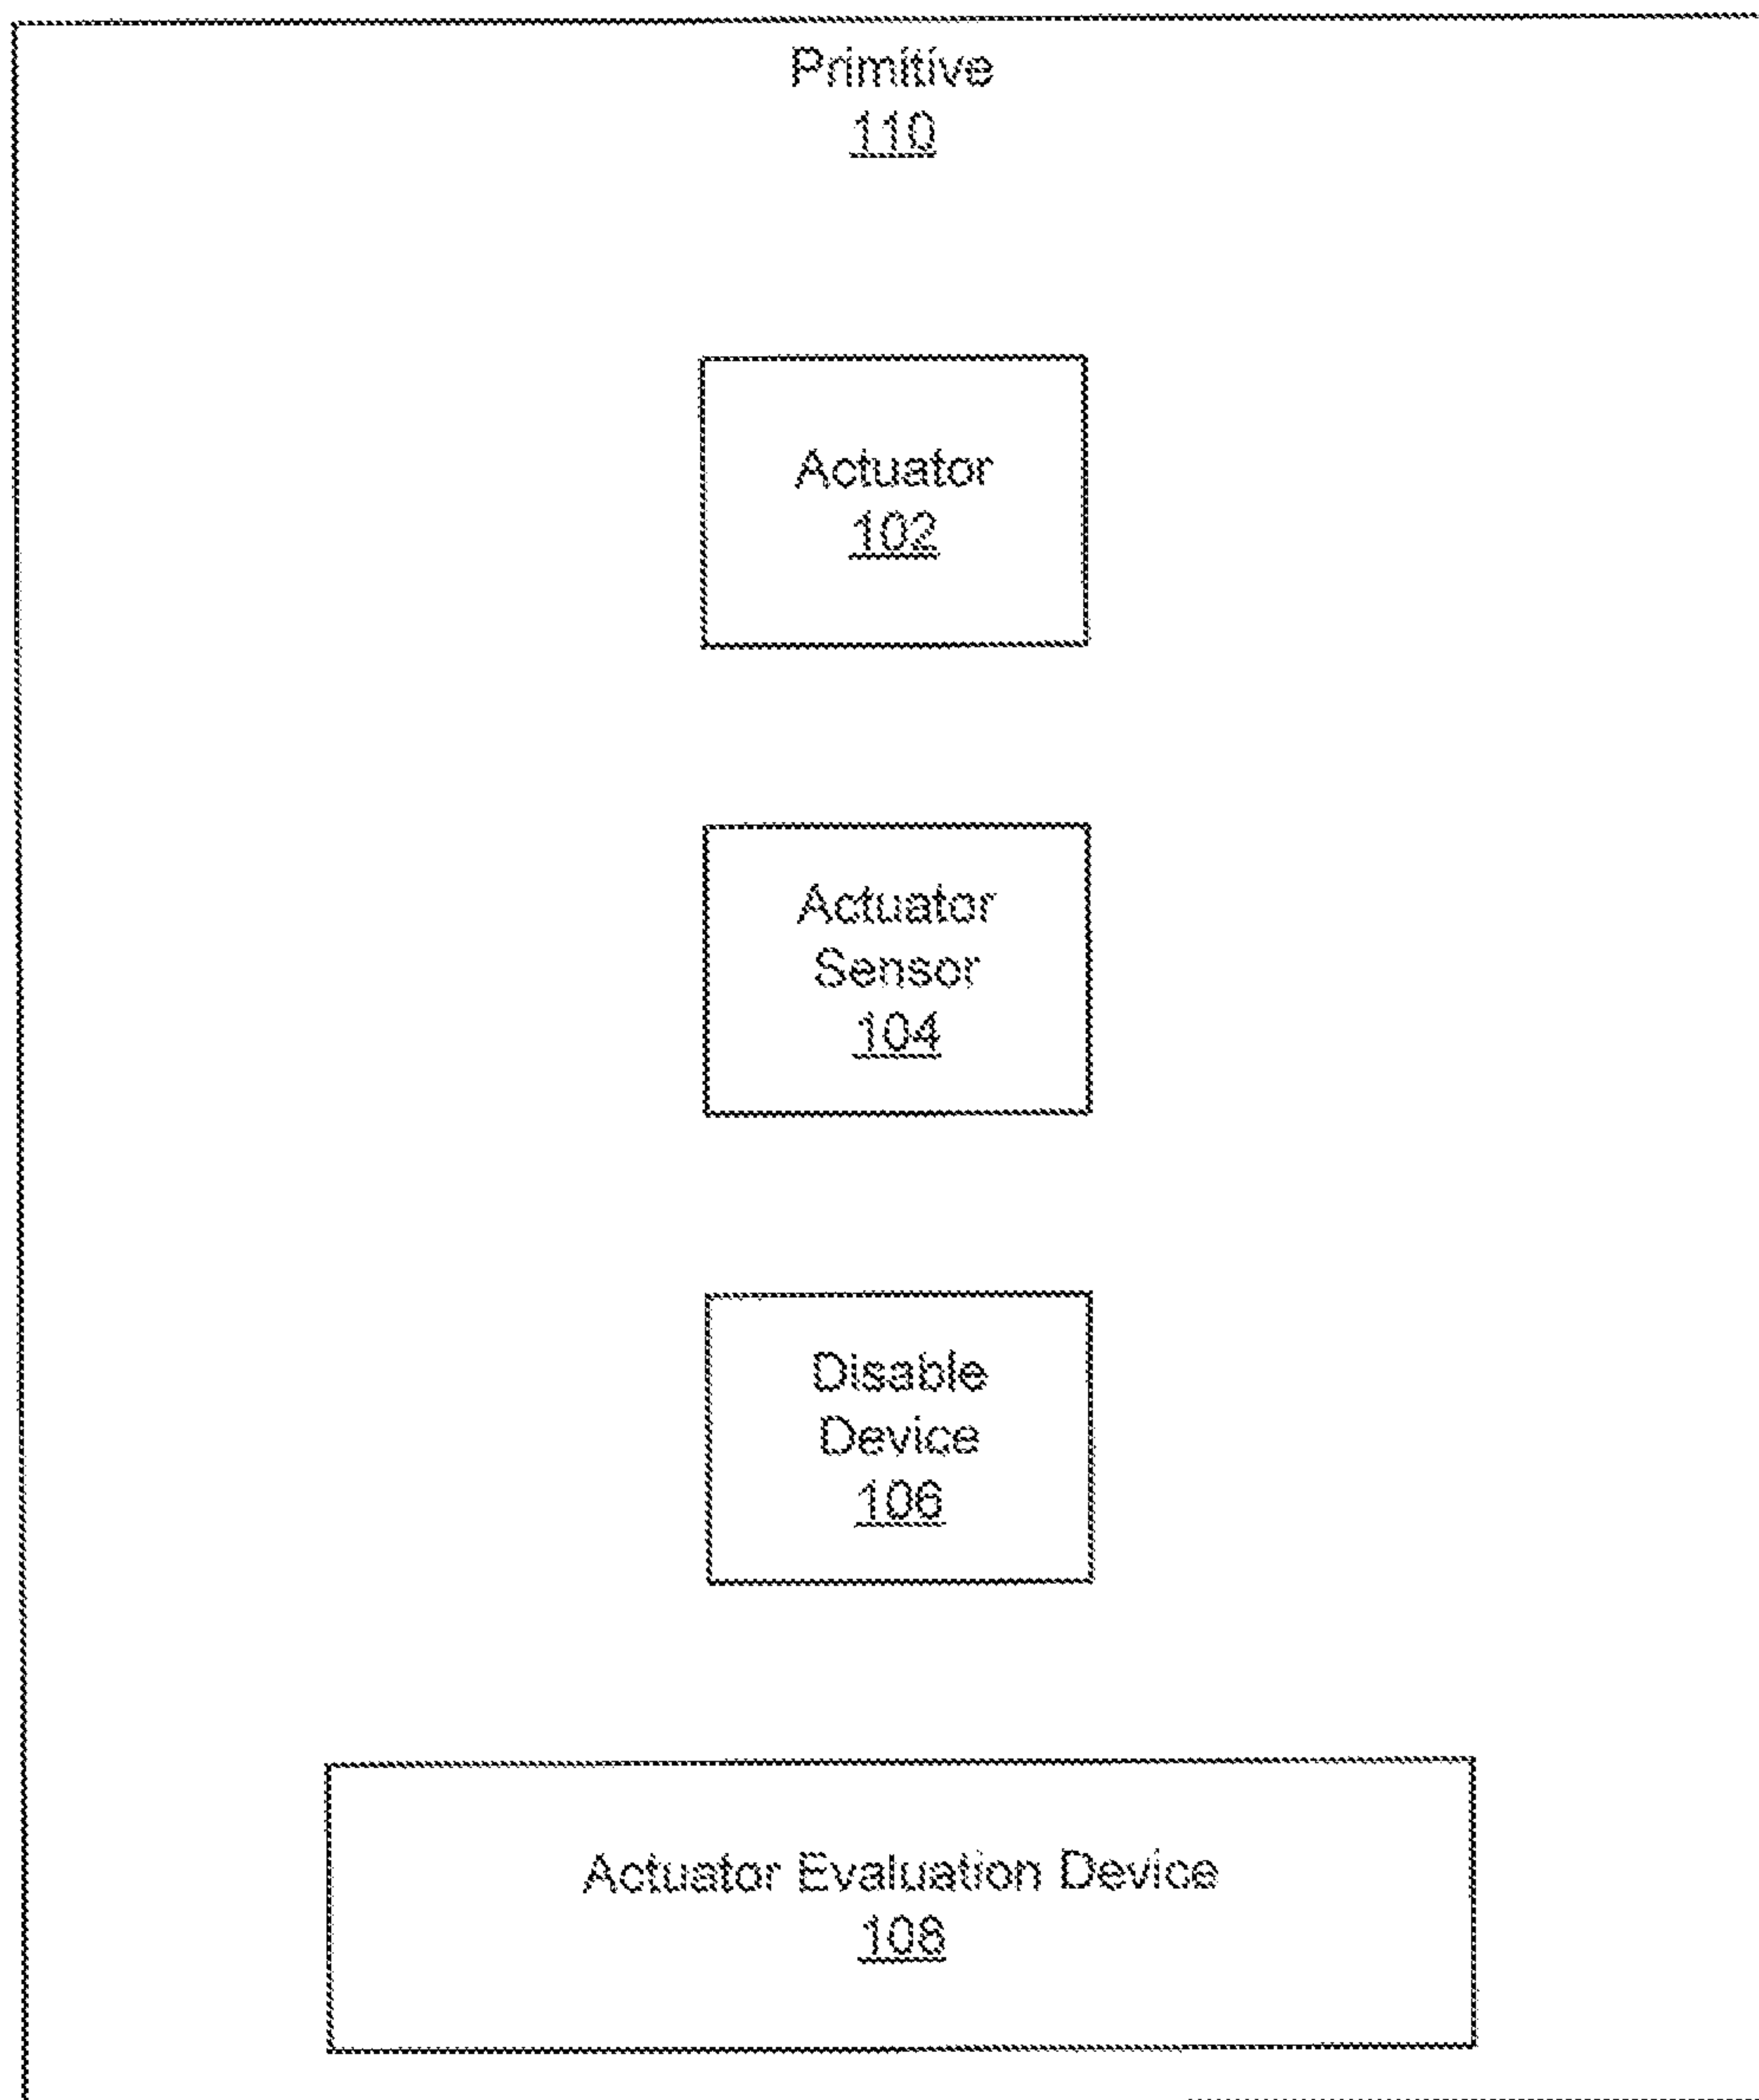 Primitive
110
Actuator
102
Actuator
Sensor
104
Disable
Device
106
Actuator Evaluation Device
108